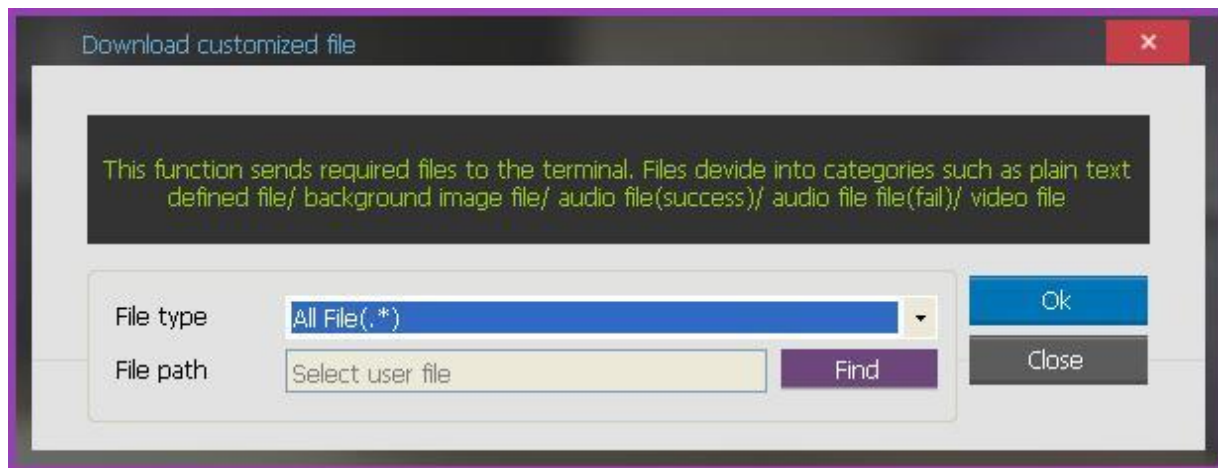 Download customized file
×
This function sends required files to the terminal. Files devide into categories such as plain text
defined file/ background image file/ audio file(success)/ audio file file(fail)/ video file
File type
All File(.*)
Ok
File path
Select user file
Find
Close